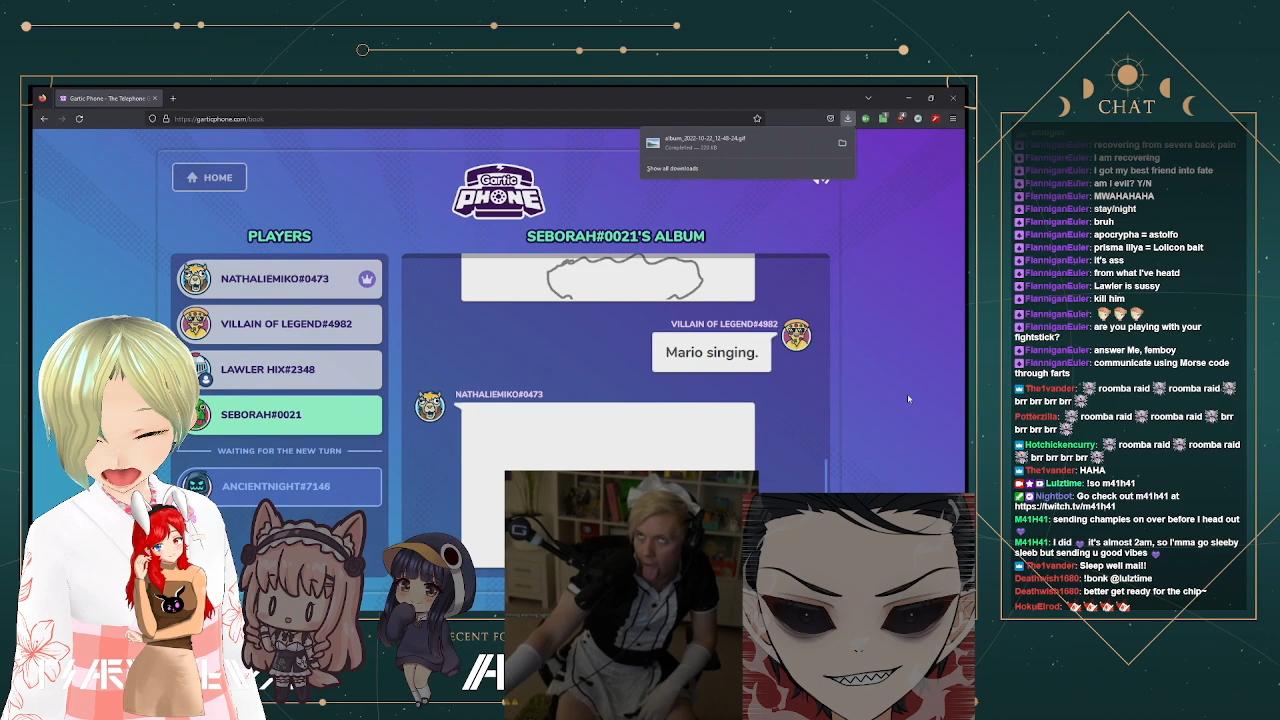 Gartic Phone - The Telephone G
https://garticphone.com/book
album_2022-10-22_12-48-24.gif
Completed — 220 KB
Show all downloads
HOME
Gartic
PHONE
PLAYERS
SEBORAH#0021'S ALBUM
NATHALIEMIKO#0473
VILLAIN OF LEGEND#4982
LAWLER HIX#2348
SEBORAH#0021
WAITING FOR THE NEW TURN
ANCIENTNIGHT#7146
VILLAIN OF LEGEND#4982
Mario singing.
NATHALIEMIKO#0473
CHAT
recovering from severe back pain
FlanniganEuler: I am recovering
FlanniganEuler: I got my best friend into fate
FlanniganEuler: am I evil? Y/N
FlanniganEuler: MWAHAHAHA
FlanniganEuler: stay/night
FlanniganEuler: bruh
FlanniganEuler: apocrypha = astolfo
FlanniganEuler: prisma Illya = Lolicon bait
FlanniganEuler: it's ass
FlanniganEuler: from what I've heatd
FlanniganEuler: Lawler is sussy
FlanniganEuler: kill him
FlanniganEuler:
FlanniganEuler: are you playing with your
fightstick?
FlanniganEuler: answer Me, femboy
FlanniganEuler: communicate using Morse code
through farts
The1vander: roomba raid roomba raid
brr brr brr brr
Potterzilla: roomba raid roomba raid brr
brr brr brr
Hotchickencurry: roomba raid roomba
raid brr brr brr brr
The1vander: HAHA
Lulztime: !so m41h41
Nightbot: Go check out m41h41 at
https://twitch.tv/m41h41
M41H41: sending champles on over before I head out
M41H41: I did it's almost 2am, so I'mma go sleeby
sleeb but sending u good vibes
The1vander: Sleep well mai!!
Deathwish1680: !bonk @lulztime
Deathwish1680: better get ready for the chip~
HokuElrod: